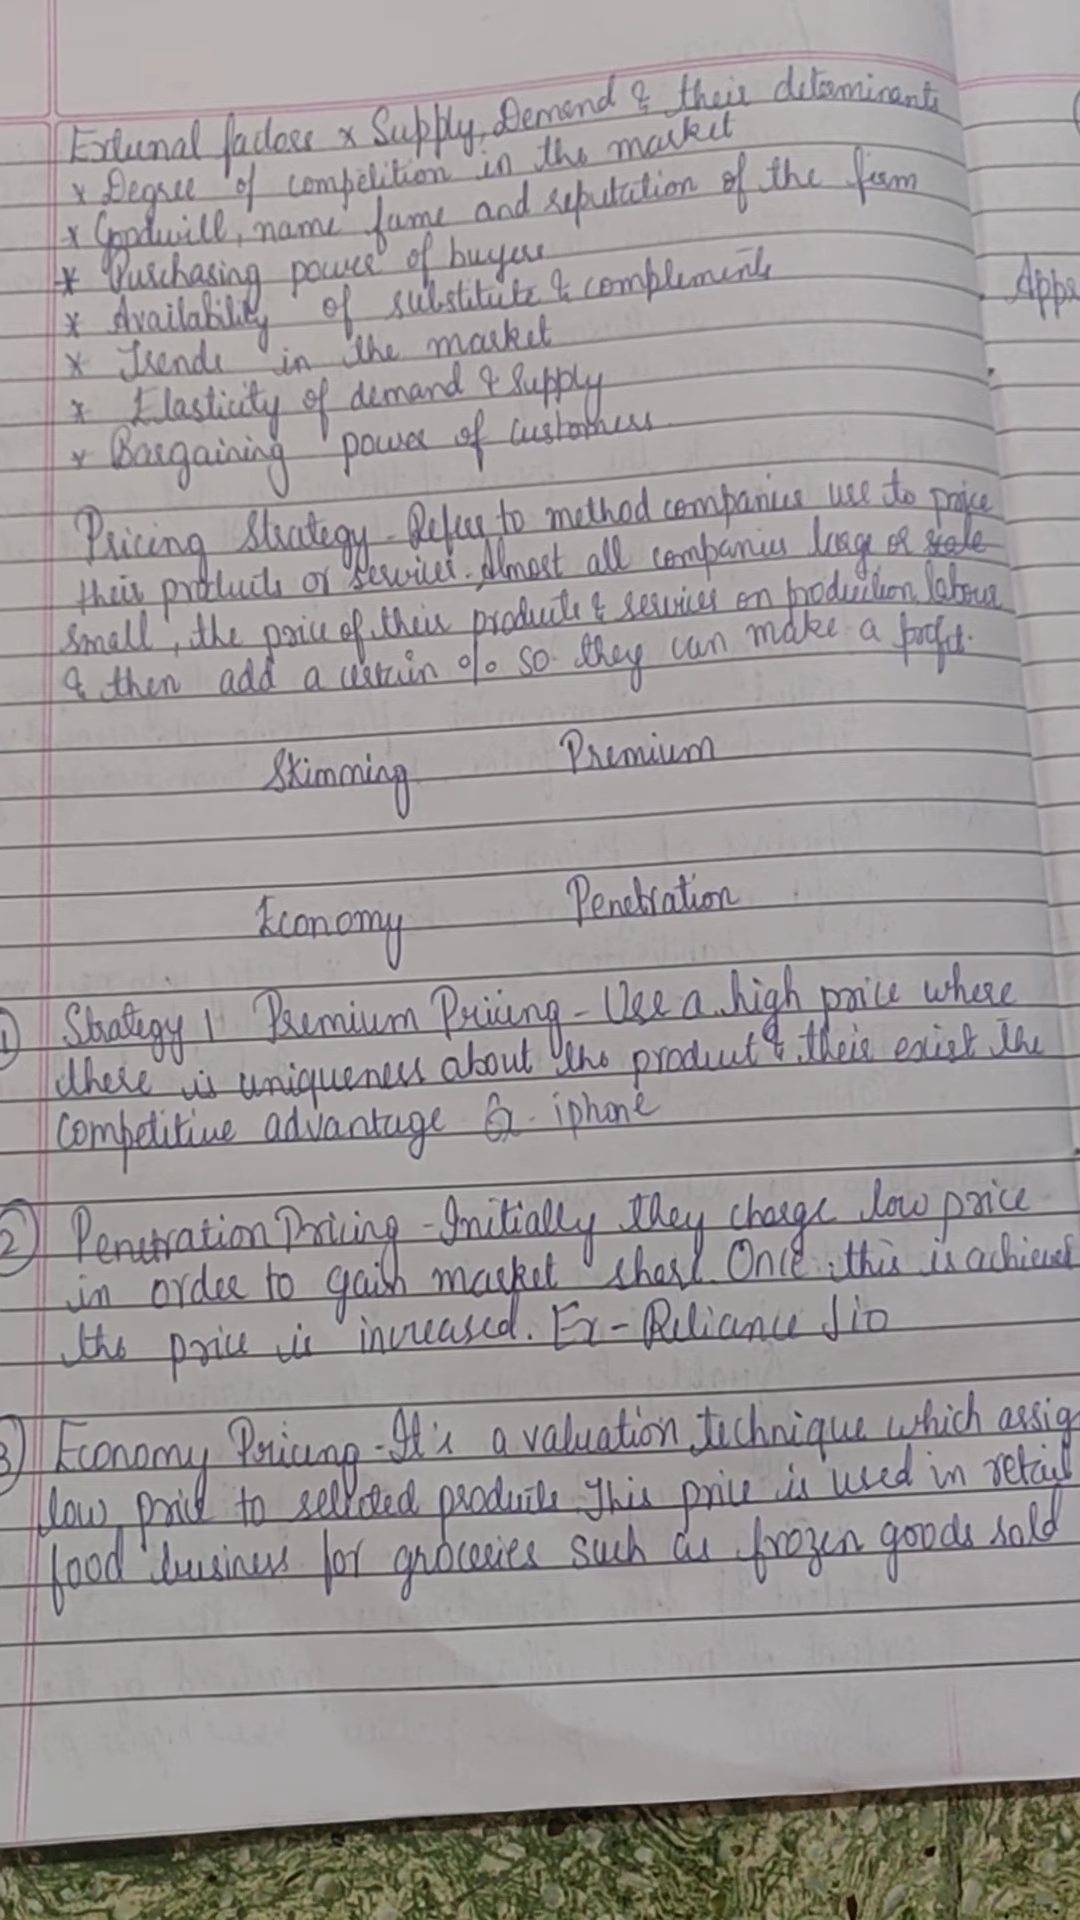 External factors * Supply, Demand & their determinants
* Degree of competition in the market
* Goodwill, name fame and reputation of the firm
* Purchasing power of buyers
* Availability of substitute & complements
* Trends in the market
* Elasticity of demand & supply
* Bargaining power of customers
Pricing Strategy - Refers to method companies use to price
their products or services. Almost all companies large or
small, the price of their products & services on production, labour
& then add a certain % so they can make a profit.
Skimming Premium
Economy Penetration
1) Strategy 1 Premium Pricing - Use a high price where
there is uniqueness about the product & their exist the
competitive advantage Ex- iphone
2) Penetration Pricing - Initially they charge low price
in order to gain market share. Once this is achieved
the price is increased. Ex- Reliance Jio
3) Economy Pricing - It's a valuation technique which assig
low price to selected products. This price is used in retail
food business for groceries such as frozen goods sold
Appe